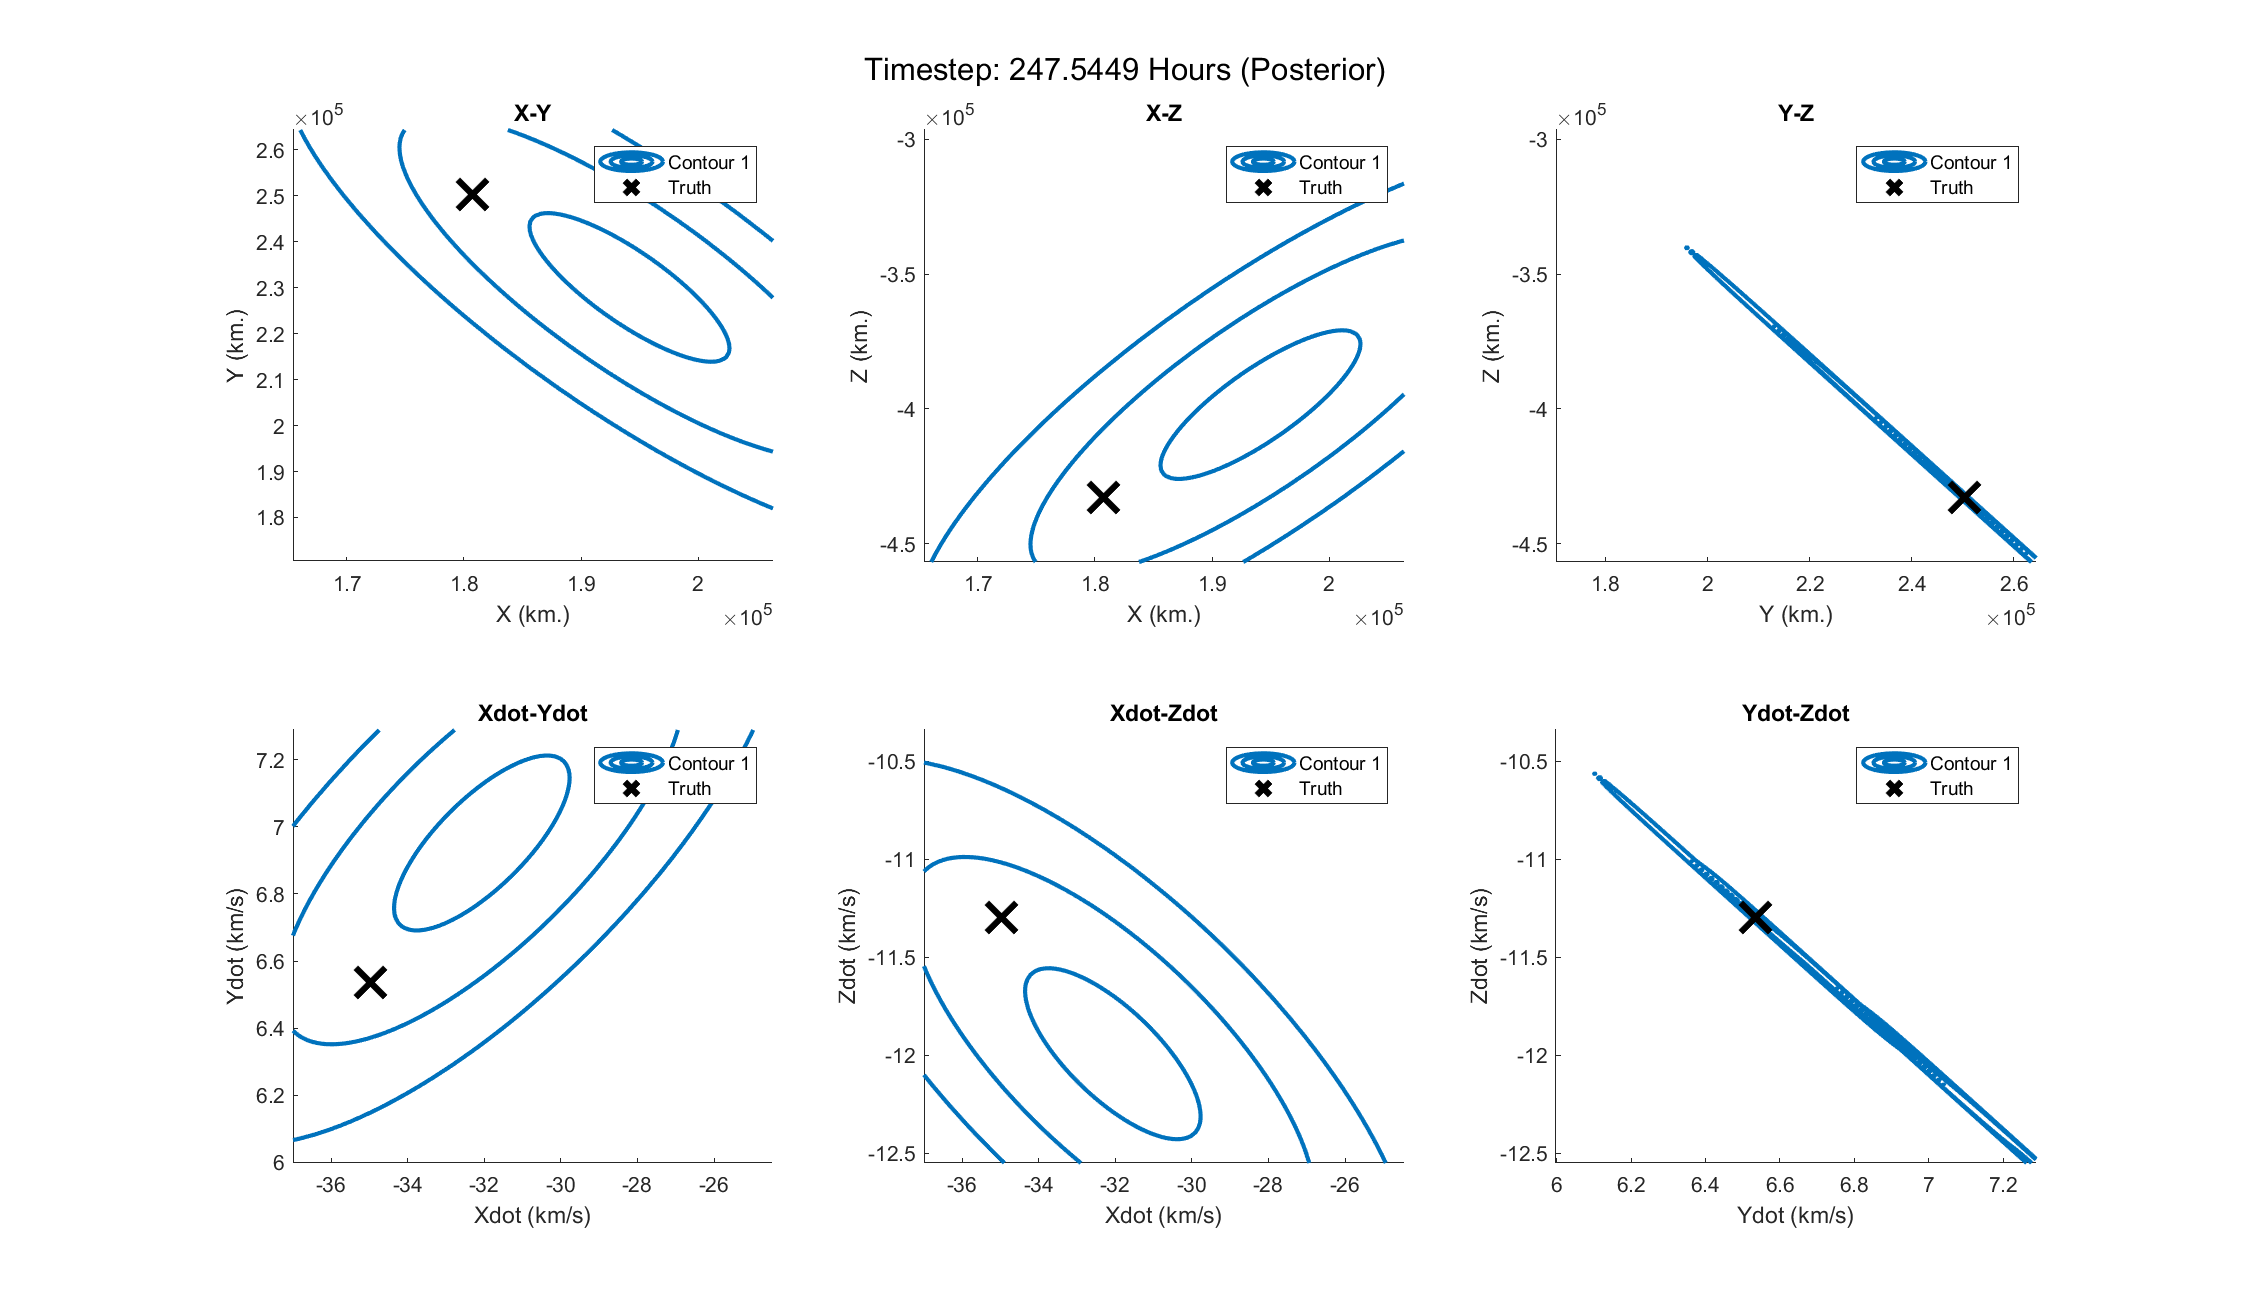 Timestep: 247.5449 Hours (Posterior)
X-Y
×10^5
2.6
2.5
2.4
2.3
2.2
2.1
2
1.9
1.8
Y (km.)
1.7
1.8
1.9
2
×10^5
X (km.)
Contour 1
Truth
X-Z
×10^5
-3
-3.5
-4
-4.5
Z (km.)
1.7
1.8
1.9
2
×10^5
X (km.)
Contour 1
Truth
Y-Z
×10^5
-3
-3.5
-4
-4.5
Z (km.)
1.8
2
2.2
2.4
2.6
×10^5
Y (km.)
Contour 1
Truth
Xdot-Ydot
7.2
7
6.8
6.6
6.4
6.2
6
Ydot (km/s)
-36
-34
-32
-30
-28
-26
Xdot (km/s)
Contour 1
Truth
Xdot-Zdot
-10.5
-11
-11.5
-12
-12.5
Zdot (km/s)
-36
-34
-32
-30
-28
-26
Xdot (km/s)
Contour 1
Truth
Ydot-Zdot
-10.5
-11
-11.5
-12
-12.5
Zdot (km/s)
6
6.2
6.4
6.6
6.8
7
7.2
Ydot (km/s)
Contour 1
Truth